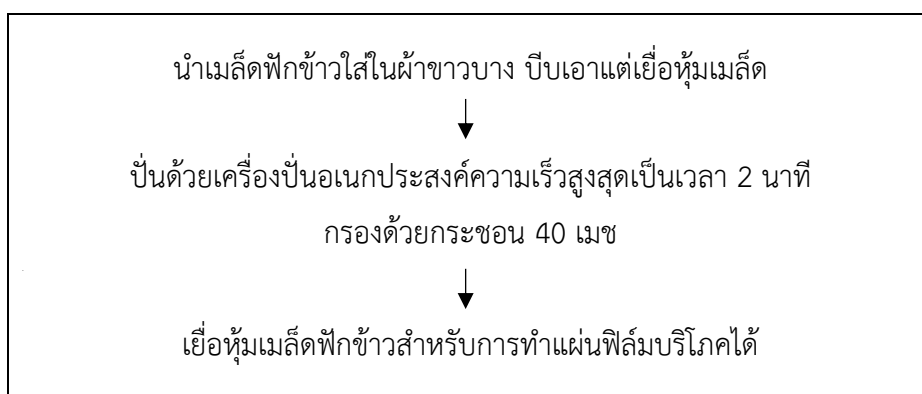 นำเมล็ดฟักข้าวใส่ในผ้าขาวบาง บีบเอาแต่เยื่อหุ้มเมล็ด
ปั่นด้วยเครื่องปั่นอเนกประสงค์ความเร็วสูงสุดเป็นเวลา 2 นาที
กรองด้วยกระชอน 40 เมช
เยื่อหุ้มเมล็ดฟักข้าวสำหรับการทำแผ่นฟิล์มบริโภคได้